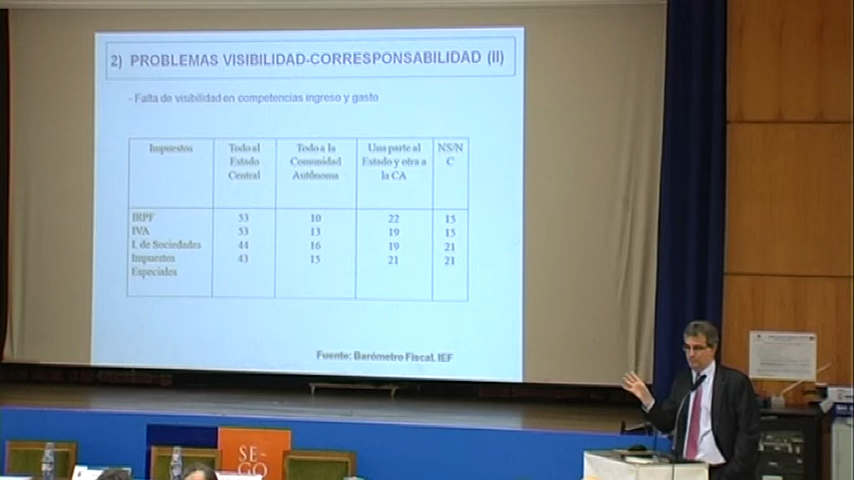 2) PROBLEMAS VISIBILIDAD-CORRESPONSABILIDAD (II)
- Falta de visibilidad en competencias ingreso y gasto
Impuestos
Todo al
Estado
Central
Todo a la
Comunidad
Autónoma
Una parte al
Estado y otra a
la CA
NS/N
C
IRPF 53 10 22 15
IVA 53 13 19 15
I. de Sociedades 44 16 19 21
Impuestos 43 15 21 21
Especiales
Fuente: Barómetro Fiscal, IEF
SE-
GO